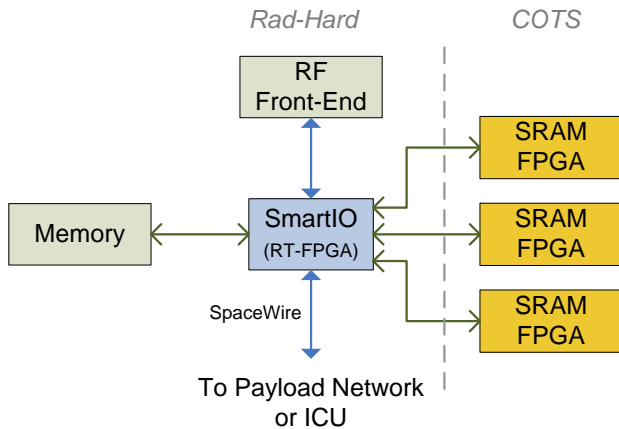 Rad-Hard
COTS
RF
Front-End
SRAM
FPGA
SmartIO
(RT-FPGA)
Memory
SRAM
FPGA
SRAM
FPGA
SpaceWire
To Payload Network
or ICU